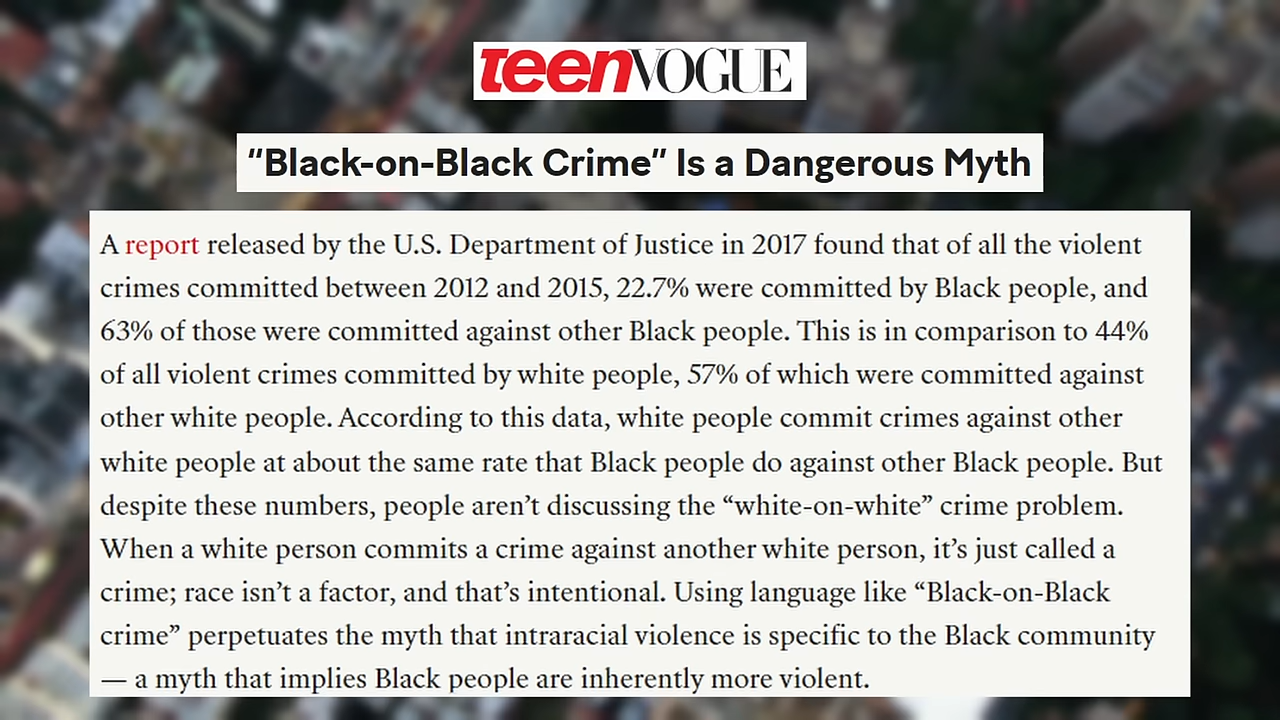 teenVOGUE
"Black-on-Black Crime" Is a Dangerous Myth
A report released by the U.S. Department of Justice in 2017 found that of all the violent
crimes committed between 2012 and 2015, 22.7% were committed by Black people, and
63% of those were committed against other Black people. This is in comparison to 44%
of all violent crimes committed by white people, 57% of which were committed against
other white people. According to this data, white people commit crimes against other
white people at about the same rate that Black people do against other Black people. But
despite these numbers, people aren’t discussing the “white-on-white” crime problem.
When a white person commits a crime against another white person, it’s just called a
crime; race isn’t a factor, and that’s intentional. Using language like “Black-on-Black
crime” perpetuates the myth that intraracial violence is specific to the Black community
— a myth that implies Black people are inherently more violent.